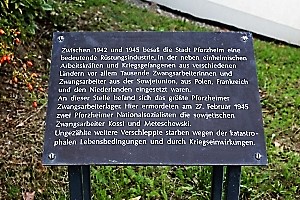 Zwischen 1942 und 1945 besaß die Stadt Pforzheim eine
bedeutende Rüstungsindustrie, in der neben einheimischen
Arbeitskräften und Kriegsgefangenen aus verschiedenen
Ländern vor allem Tausende Zwangsarbeiterinnen und
Zwangsarbeiter aus der Sowjetunion, aus Polen, Frankreich
und den Niederlanden eingesetzt waren.
An dieser Stelle befand sich das größte Pforzheimer
Zwangsarbeiterlager. Hier ermordeten am 27. Februar 1945
zwei Pforzheimer Nationalsozialisten die sowjetischen
Zwangsarbeiter Kossi und Meteschewski.
Ungezählte weitere Verschleppte starben wegen der katastro-
phalen Lebensbedingungen und durch Kriegseinwirkungen.